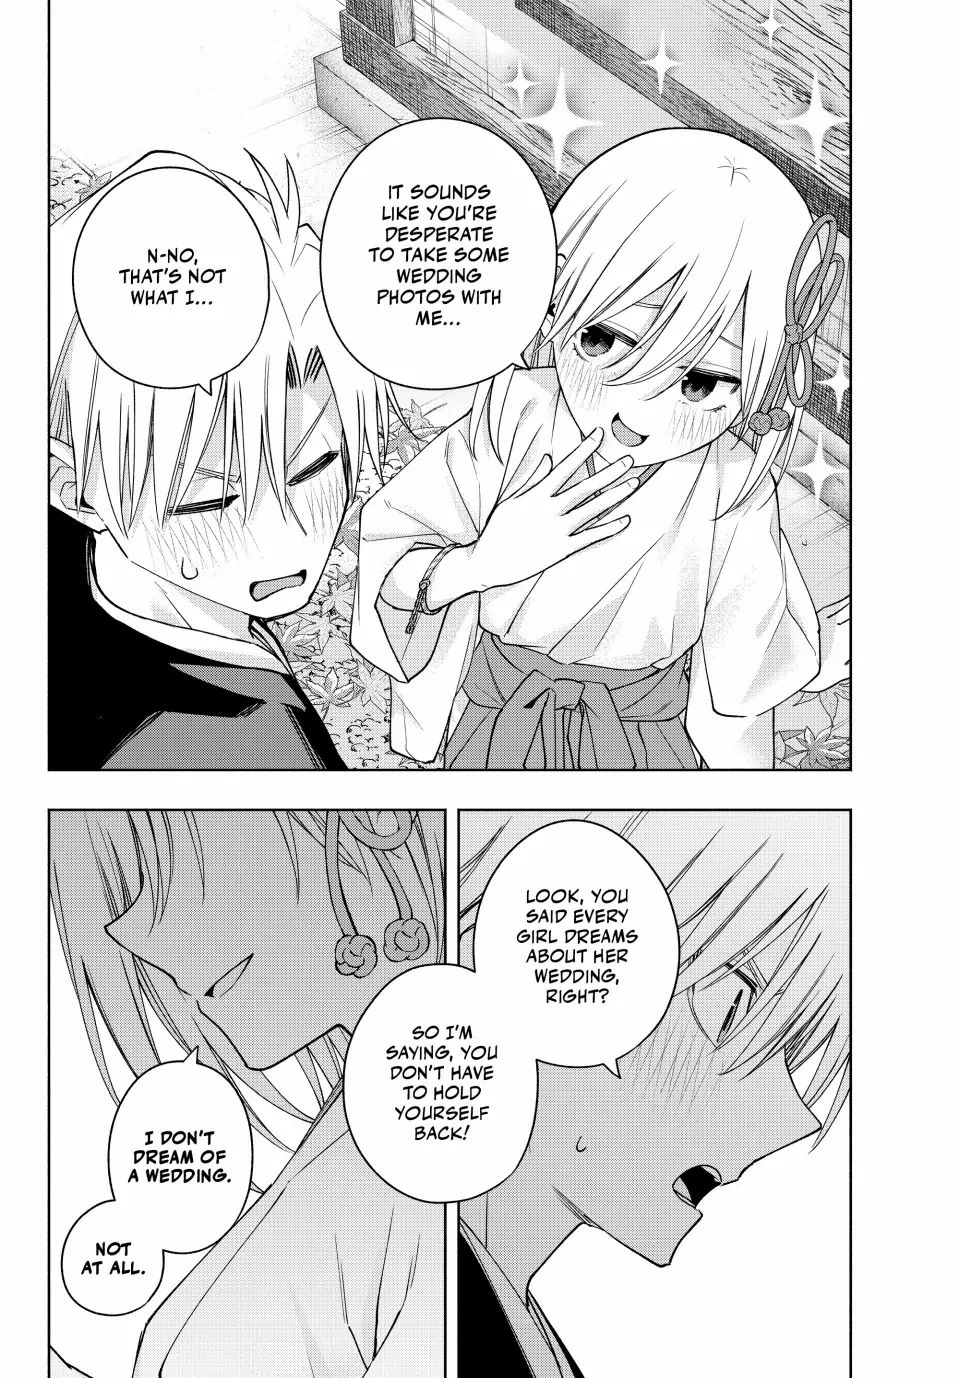 IT SOUNDS
LIKE YOU'RE
DESPERATE
TO TAKE SOME
WEDDING
PHOTOS WITH
ME...
N-NO,
THAT'S NOT
WHAT I...
LOOK, YOU
SAID EVERY
GIRL DREAMS
ABOUT HER
WEDDING,
RIGHT?
SO I'M
SAYING, YOU
DON'T HAVE
TO HOLD
YOURSELF
BACK!
I DON'T
DREAM OF
A WEDDING.
NOT
AT ALL.